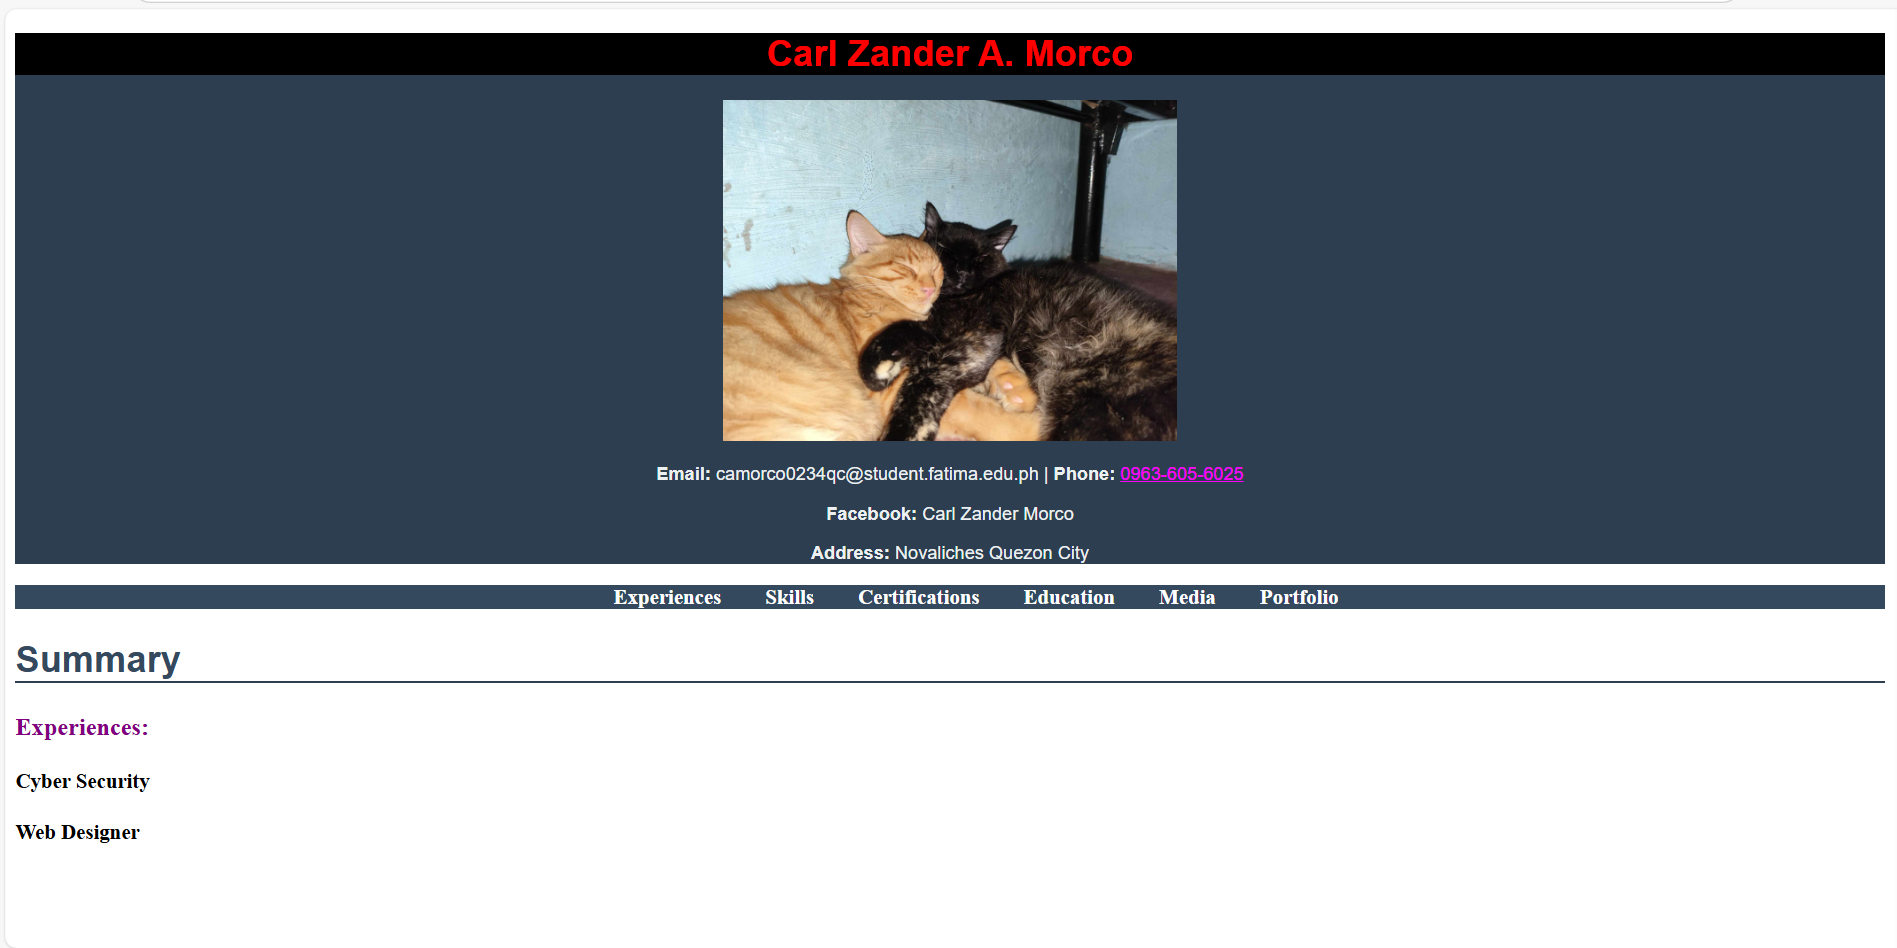 Carl Zander A. Morco
Email: camorco0234qc@student.fatima.edu.ph | Phone: 0963-605-6025
Facebook: Carl Zander Morco
Address: Novaliches Quezon City
Experiences Skills Certifications Education Media Portfolio
Summary
Experiences:
Cyber Security
Web Designer